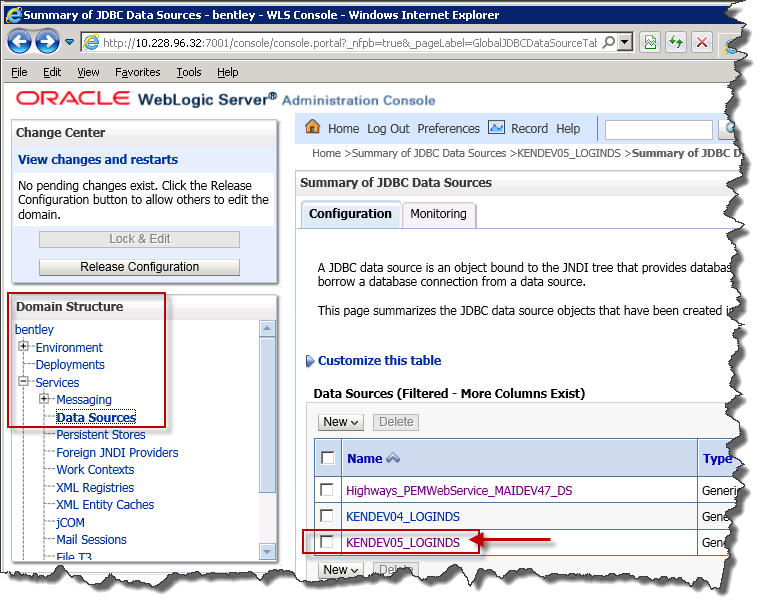 Summary of JDBC Data Sources - bentley - WLS Console - Windows Internet Explorer
http://10.228.96.32:7001/console/console.portal?_nfpb=true&_pageLabel=GlobalJDBCDataSourceTab
File Edit View Favorites Tools Help
ORACLE WebLogic Server® Administration Console
Change Center
View changes and restarts
No pending changes exist. Click the Release
Configuration button to allow others to edit the
domain.
Lock & Edit
Release Configuration
Domain Structure
bentley
Environment
Deployments
Services
Messaging
Data Sources
Persistent Stores
Foreign JNDI Providers
Work Contexts
XML Registries
XML Entity Caches
jCOM
Mail Sessions
File T3
Home Log Out Preferences Record Help
Home >Summary of JDBC Data Sources >KENDEV05_LOGINDS >Summary of JDBC D
Summary of JDBC Data Sources
Configuration Monitoring
A JDBC data source is an object bound to the JNDI tree that provides databas
borrow a database connection from a data source.
This page summarizes the JDBC data source objects that have been created i
Customize this table
Data Sources (Filtered - More Columns Exist)
New Delete
Name Type
Highways_PEMWebService_MAIDEV47_DS Generi
KENDEV04_LOGINDS Gene
KENDEV05_LOGINDS Gen
New Delete